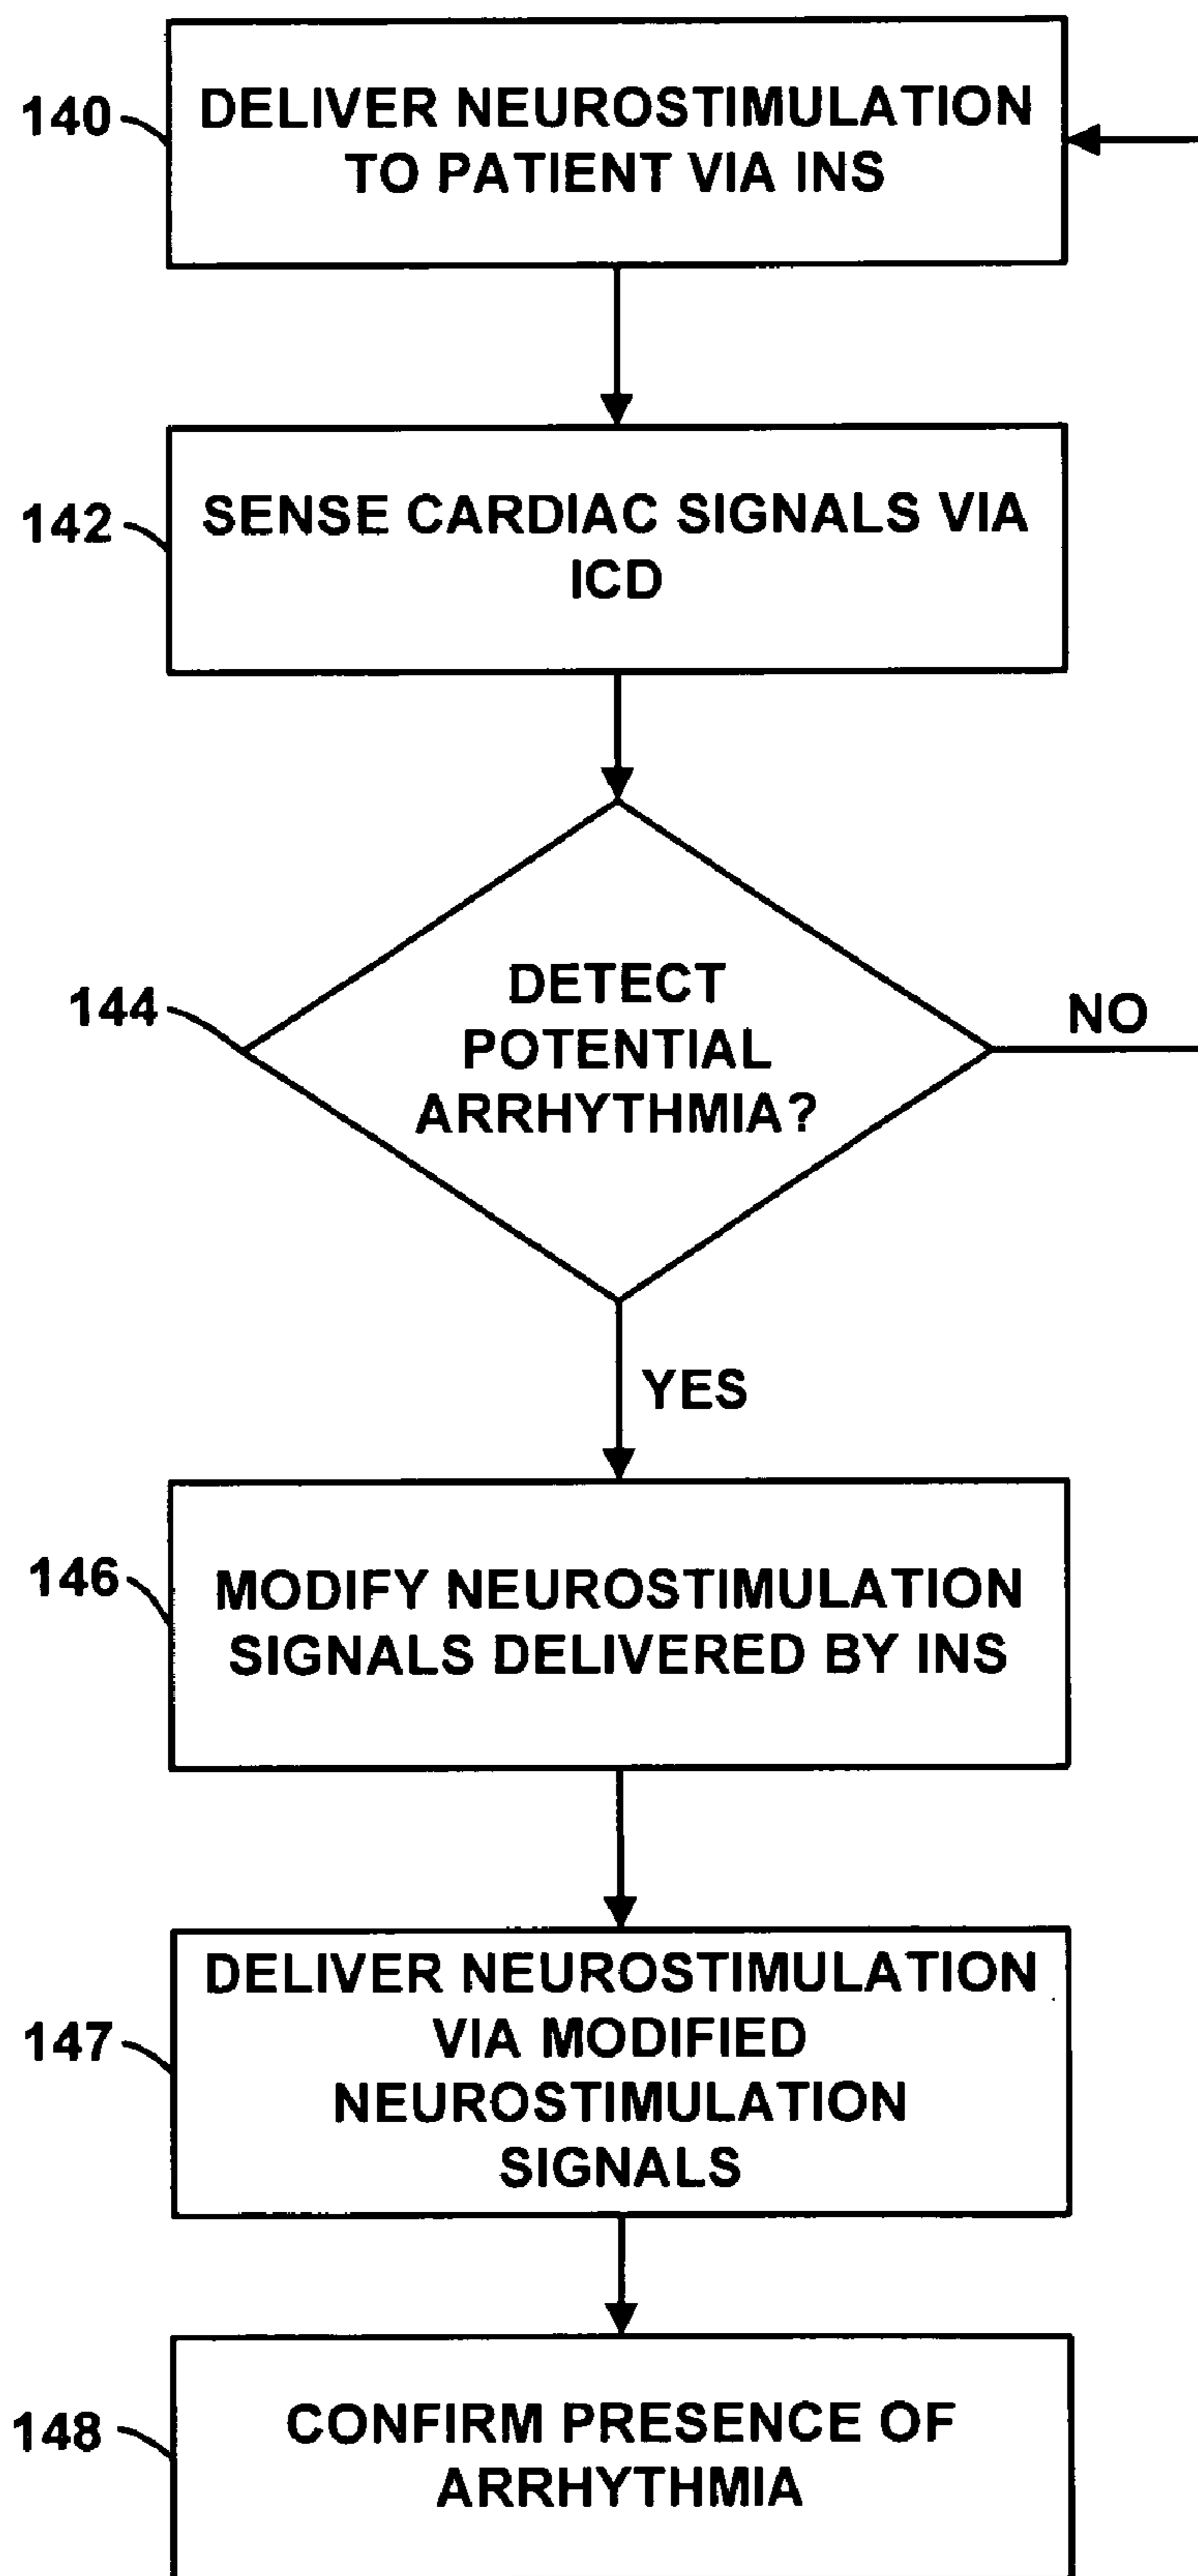 140
DELIVER NEUROSTIMULATION
TO PATIENT VIA INS
142
SENSE CARDIAC SIGNALS VIA
ICD
144
DETECT
POTENTIAL
ARRHYTHMIA?
NO
YES
146
MODIFY NEUROSTIMULATION
SIGNALS DELIVERED BY INS
147
DELIVER NEUROSTIMULATION
VIA MODIFIED
NEUROSTIMULATION
SIGNALS
148
CONFIRM PRESENCE OF
ARRHYTHMIA